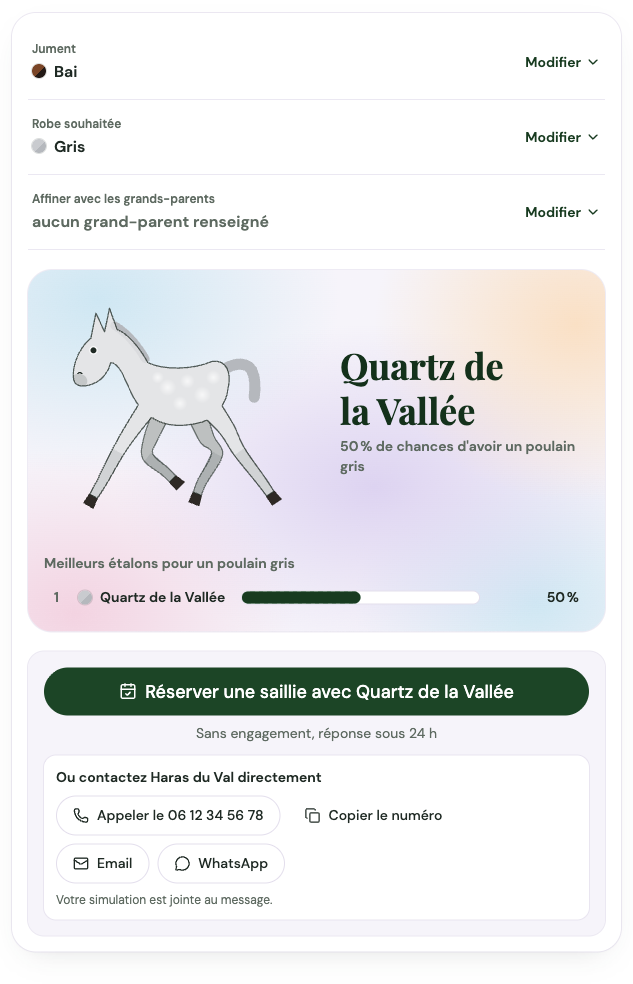 Jument
Bai
Modifier
Robe souhaitée
Gris
Modifier
Affiner avec les grands-parents
aucun grand-parent renseigné
Modifier
Quartz de
la Vallée
50 % de chances d'avoir un poulain
gris
Meilleurs étalons pour un poulain gris
1 Quartz de la Vallée 50 %
Réserver une saillie avec Quartz de la Vallée
Sans engagement, réponse sous 24 h
Ou contactez Haras du Val directement
Appeler le 06 12 34 56 78
Copier le numéro
Email
WhatsApp
Votre simulation est jointe au message.